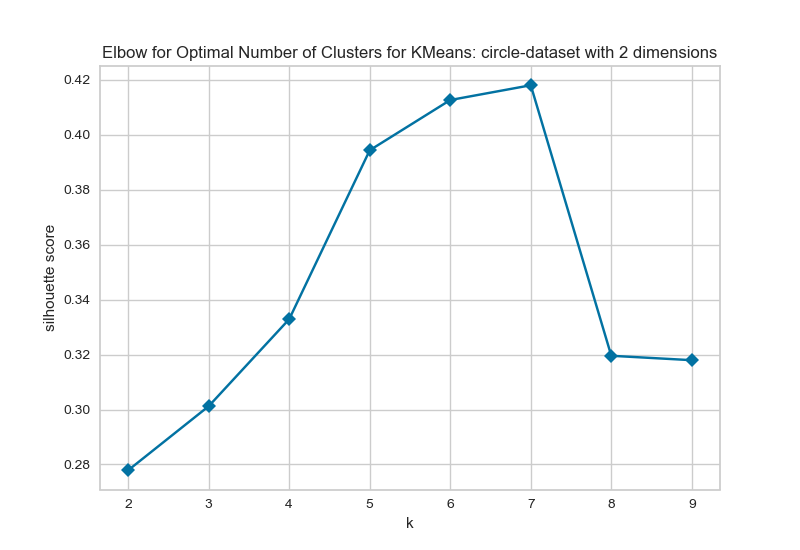 Elbow for Optimal Number of Clusters for KMeans: circle-dataset with 2 dimensions
0.42
0.40
0.38
0.36
0.34
0.32
0.30
0.28
silhouette score
2 3 4 5 6 7 8 9
k